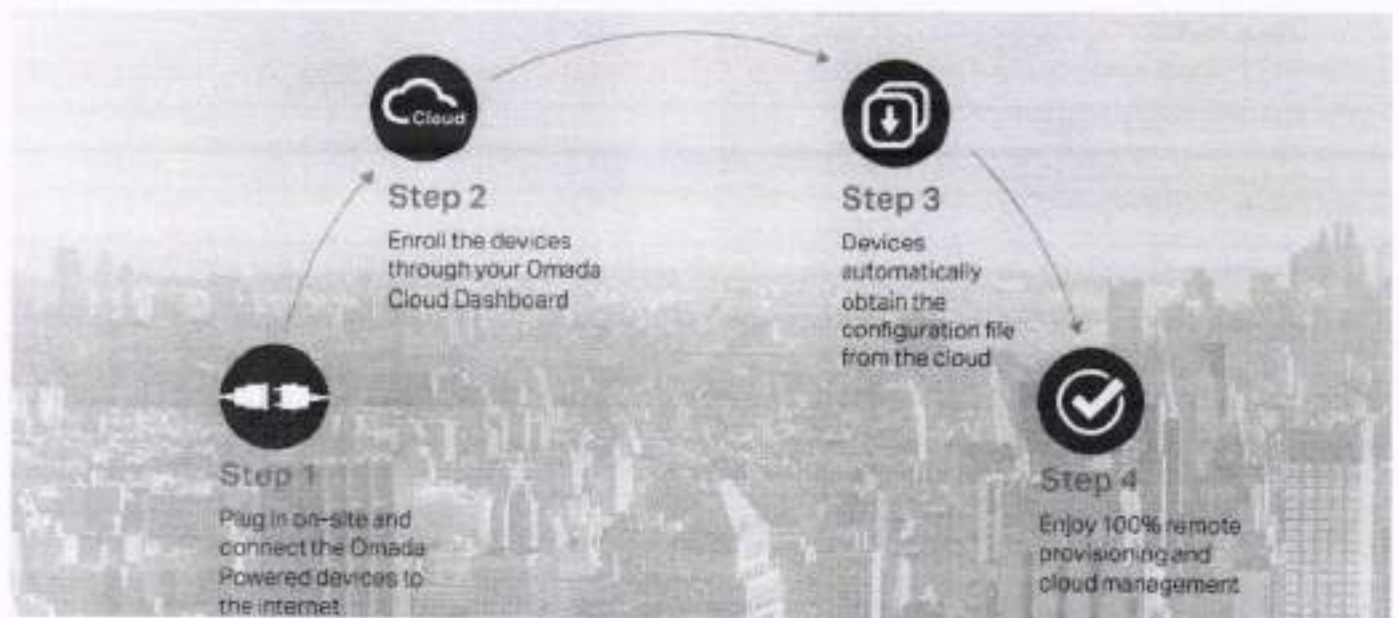 Step 1
Plug in on-site and
connect the Omada
Powered devices to
the internet
Cloud
Step 2
Enroll the devices
through your Omada
Cloud Dashboard
Step 3
Devices
automatically
obtain the
configuration file
from the cloud
Step 4
Enjoy 100% remote
provisioning and
cloud management